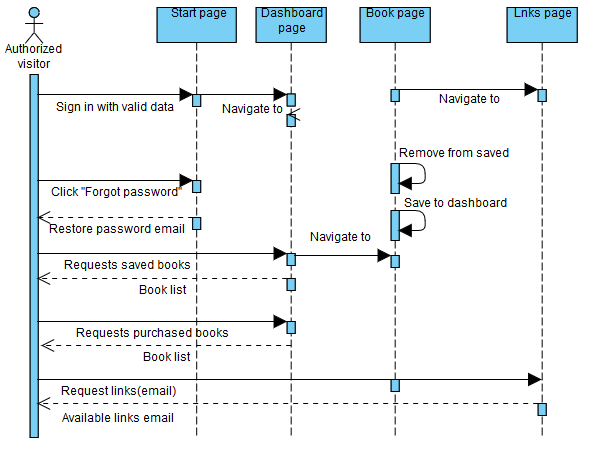 Start page
Dashboard
page
Book page
Lnks page
Authorized
visitor
Sign in with valid data
Navigate to
Navigate to
Remove from saved
Click "Forgot password"
Save to dashboard
Restore password email
Navigate to
Requests saved books
Book list
Requests purchased books
Book list
Request links(email)
Available links email